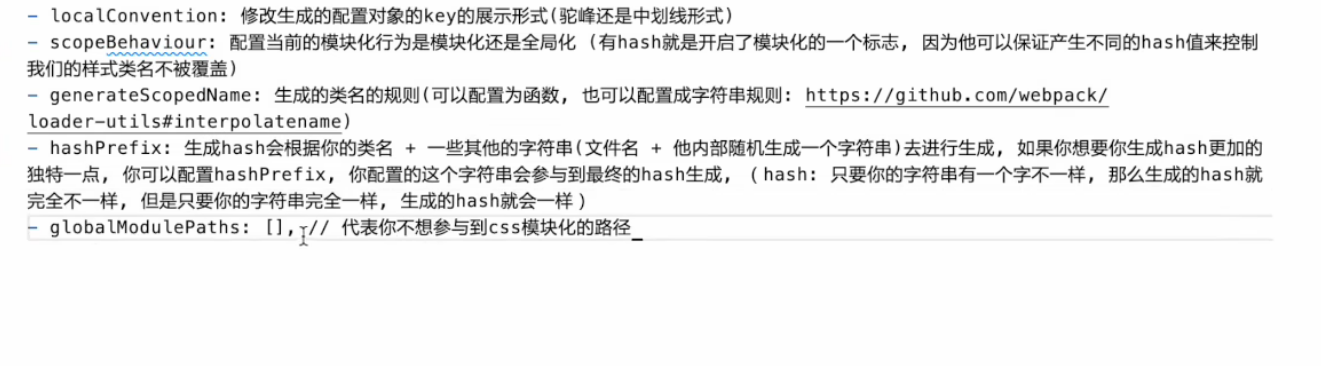 - localConvention: 修改生成的配置对象的key的展示形式(驼峰还是中划线形式)
- scopeBehaviour: 配置当前的模块化行为是模块化还是全局化 (有hash就是开启了模块化的一个标志, 因为他可以保证产生不同的hash值来控制
我们的样式类名不被覆盖)
- generateScopedName: 生成的类名的规则(可以配置为函数, 也可以配置成字符串规则: https://github.com/webpack/
loader-utils#interpolatename)
- hashPrefix: 生成hash会根据你的类名 + 一些其他的字符串(文件名 + 他内部随机生成一个字符串)去进行生成, 如果你想要你生成hash更加的
独特一点, 你可以配置hashPrefix, 你配置的这个字符串会参与到最终的hash生成, (hash: 只要你的字符串有一个字不一样, 那么生成的hash就
完全不一样, 但是只要你的字符串完全一样, 生成的hash就会一样)
- globalModulePaths: [], // 代表你不想参与到css模块化的路径